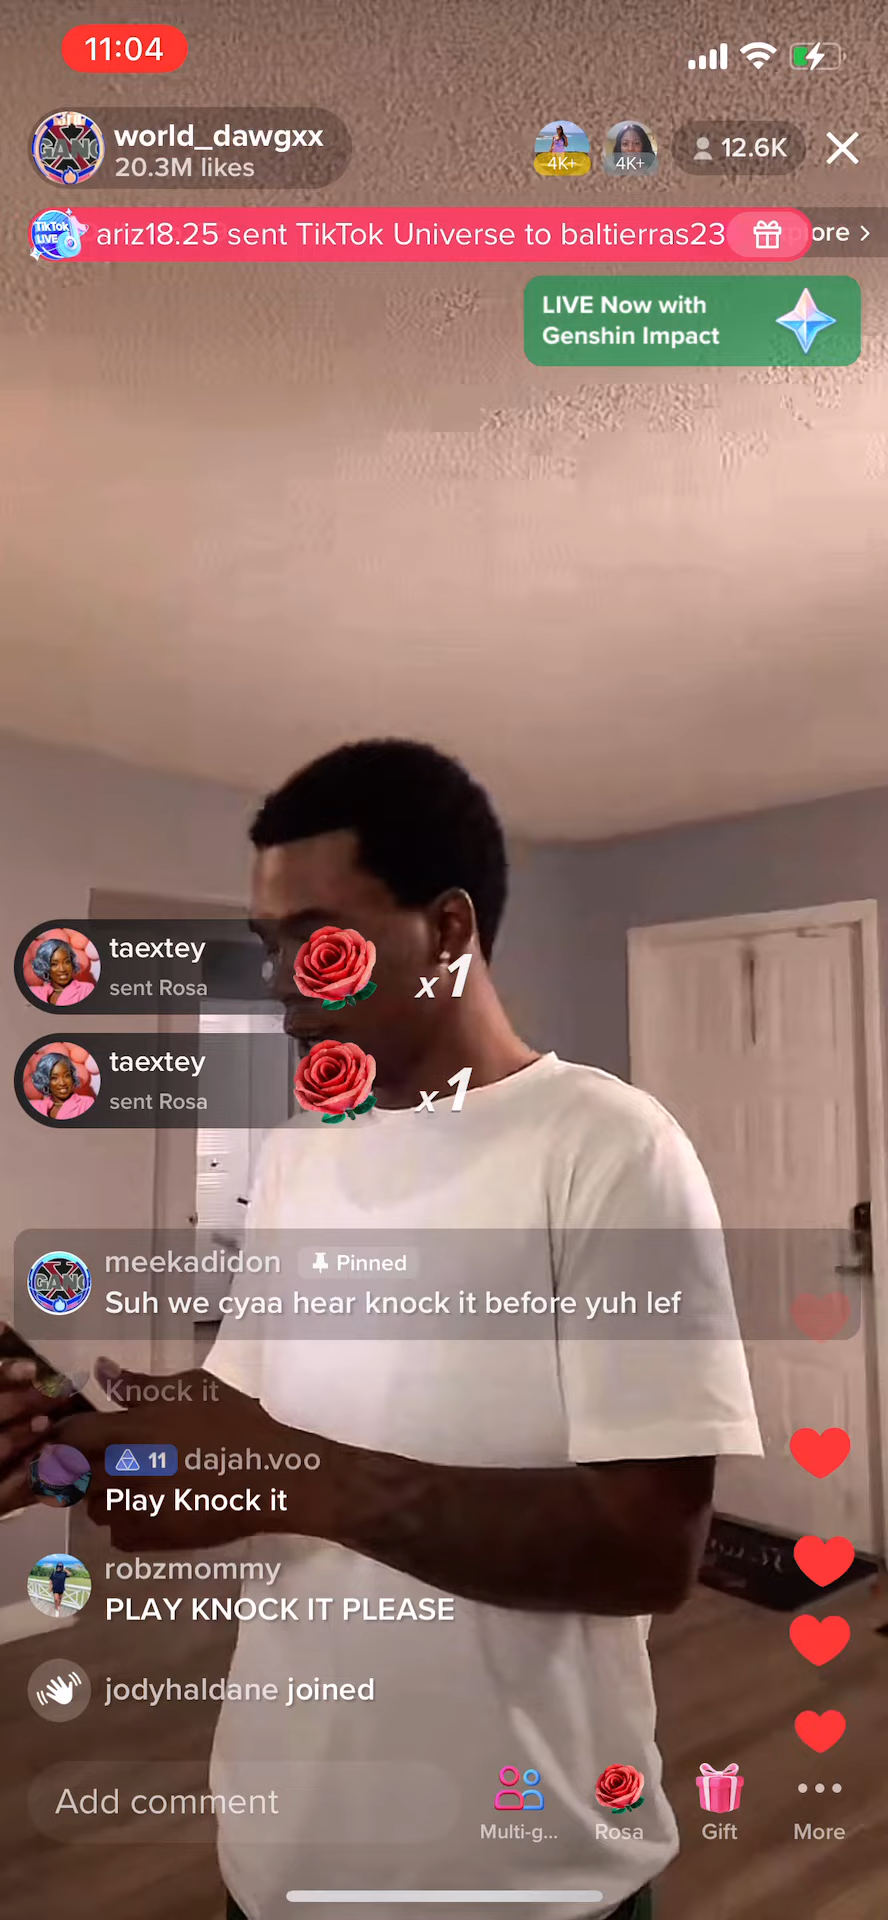 11:04
world_dawgxx
20.3M likes
4K+
4K+
12.6K
TikTok
LIVE
ariz18.25 sent TikTok Universe to baltierras23
ore >
LIVE Now with
Genshin Impact
taextey
sent Rosa
x1
taextey
sent Rosa
x1
meekadidon Pinned
Suh we cyaa hear knock it before yuh lef
Knock it
11 dajah.voo
Play Knock it
robzmommy
PLAY KNOCK IT PLEASE
jodyhaldane joined
Add comment
Multi-g...
Rosa
Gift
More